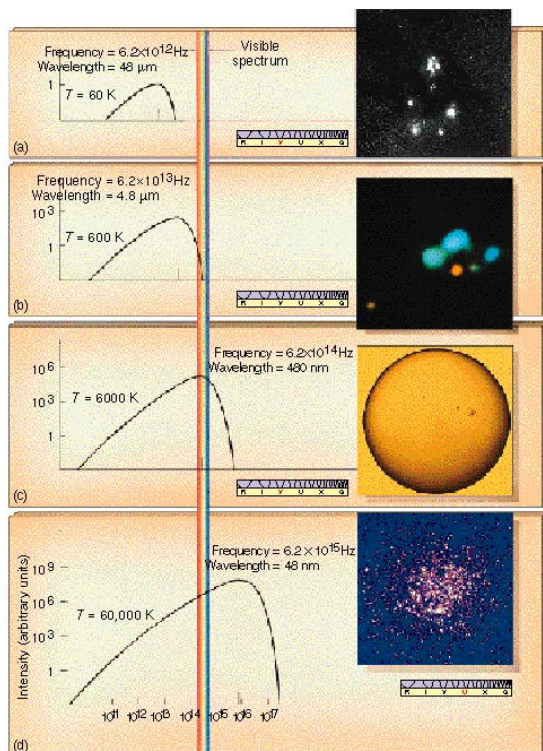 Frequency = 6.2×10¹²Hz
Wavelength = 48 μm
Visible
spectrum
1
T = 60 K
(a)
R I V U X G
Frequency = 6.2×10¹³Hz
Wavelength = 4.8 μm
10³
T = 600 K
1
(b)
R I V U X G
Frequency = 6.2×10¹⁴Hz
Wavelength = 480 nm
10⁶
T = 6000 K
10³
1
(c)
R I V U X G
Frequency = 6.2×10¹⁵Hz
Wavelength = 48 nm
Intensity (arbitrary units)
10⁹
10⁶
T = 60,000 K
10³
1
R I V U X G
10¹¹ 10¹² 10¹³ 10¹⁴ 10¹⁵ 10¹⁶ 10¹⁷
(d)